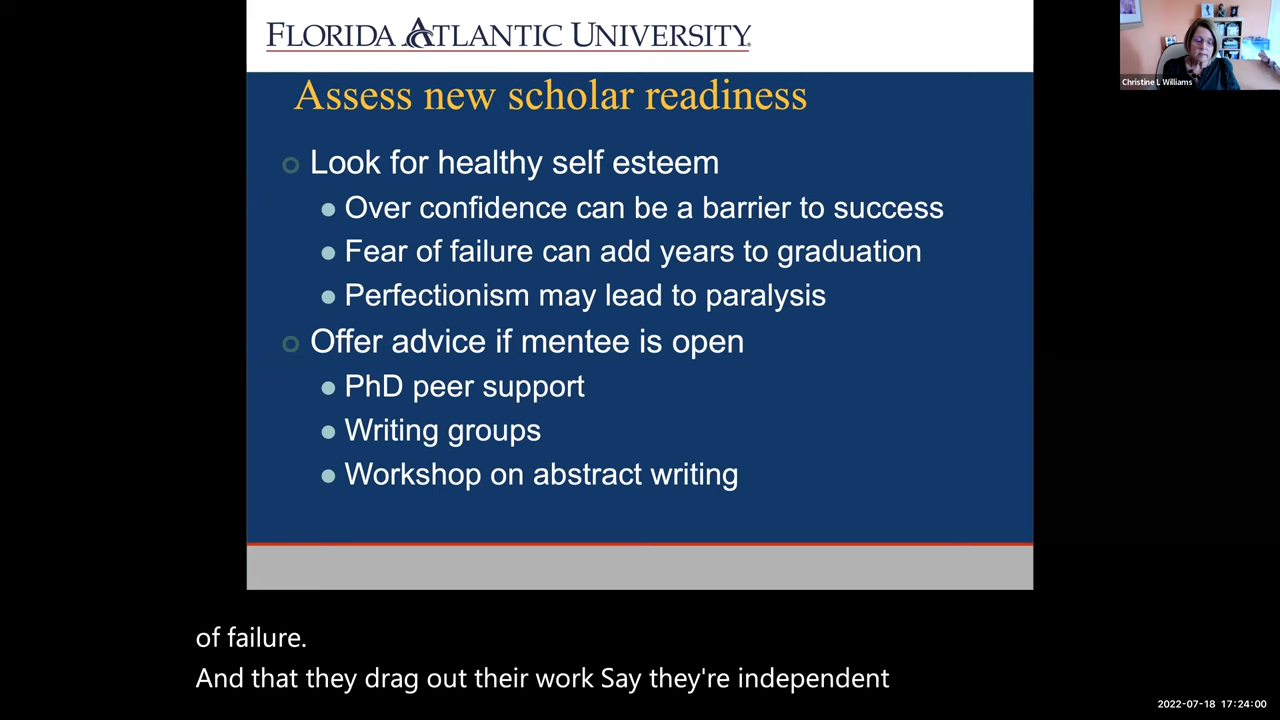 FLORIDA ATLANTIC UNIVERSITY
Christine L Williams
Assess new scholar readiness
Look for healthy self esteem
Over confidence can be a barrier to success
Fear of failure can add years to graduation
Perfectionism may lead to paralysis
Offer advice if mentee is open
PhD peer support
Writing groups
Workshop on abstract writing
of failure.
And that they drag out their work Say they're independent
2022-07-18 17:24:00